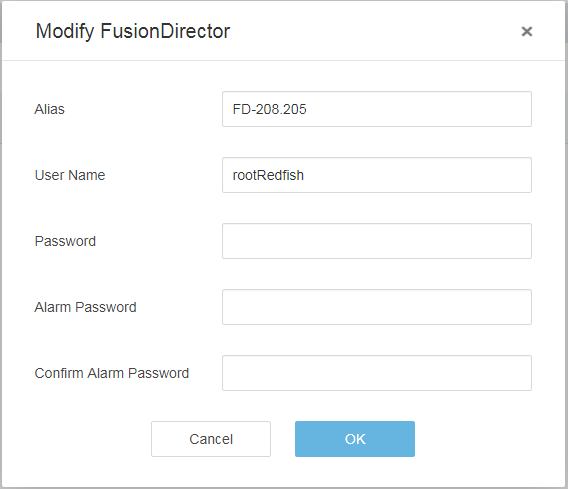 Modify FusionDirector
Alias FD-208.205
User Name rootRedfish
Password
Alarm Password
Confirm Alarm Password
Cancel OK